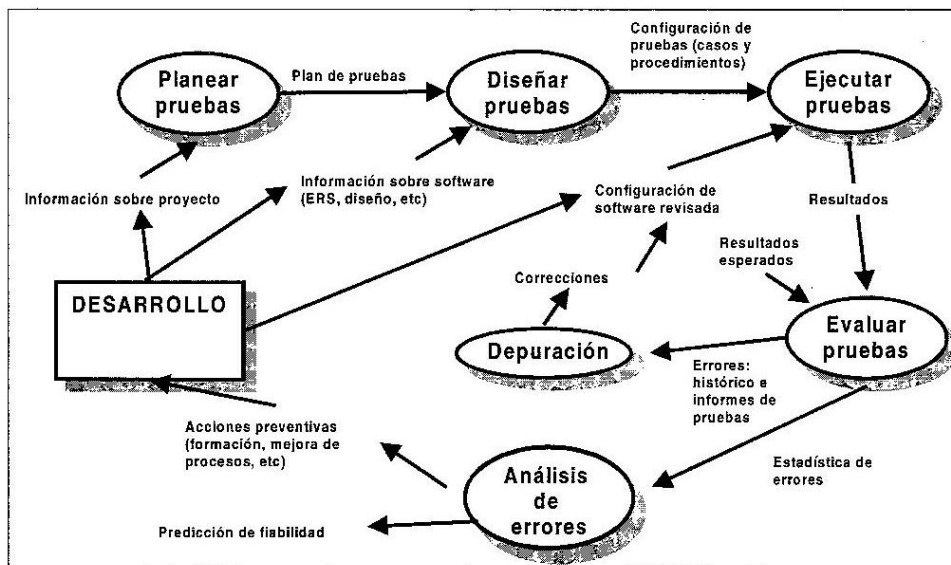 Configuración de
pruebas (casos y
procedimientos)
Planear
pruebas
Plan de pruebas
Diseñar
pruebas
Ejecutar
pruebas
Información sobre proyecto
Información sobre software
(ERS, diseño, etc)
Configuración de
software revisada
Resultados
Resultados
esperados
DESARROLLO
Correcciones
Depuración
Evaluar
pruebas
Errores:
histórico e
informes de
pruebas
Acciones preventivas
(formación, mejora de
procesos, etc)
Análisis
de
errores
Estadística de
errores
Predicción de fiabilidad